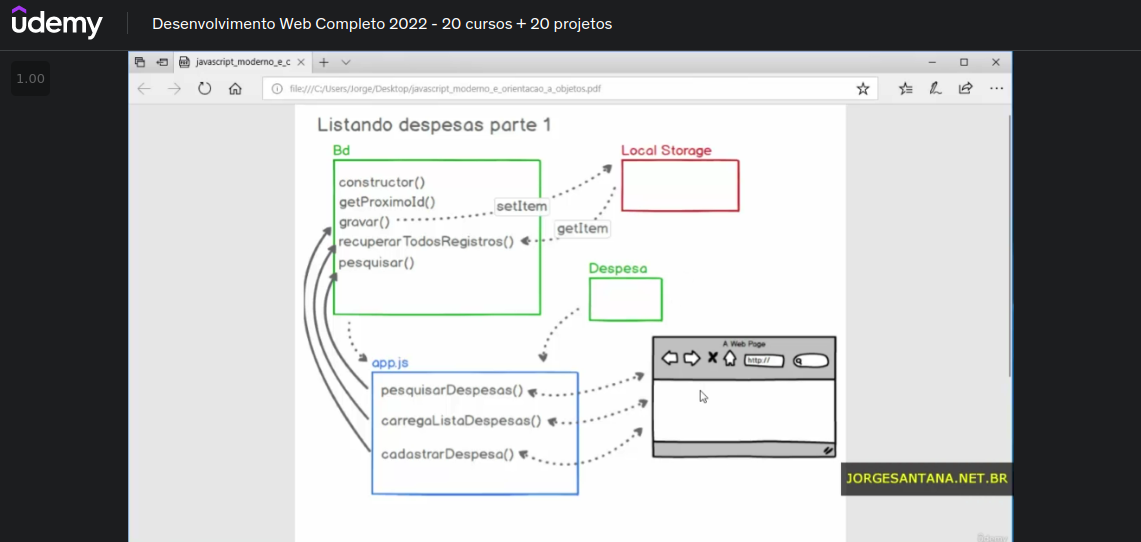 ûdemy
Desenvolvimento Web Completo 2022 - 20 cursos + 20 projetos
1.00
javascript_moderno_e_c
file:///C:/Users/Jorge/Desktop/javascript_moderno_e_orientacao_a_objetos.pdf
Listando despesas parte 1
Bd
Local Storage
constructor()
getProximoId()
setItem
gravar()
getItem
recuperarTodosRegistros()
pesquisar()
Despesa
A Web Page
http://
app.js
pesquisarDespesas()
carregaListaDespesas()
cadastrarDespesa()
JORGESANTANA.NET.BR
ûdemy